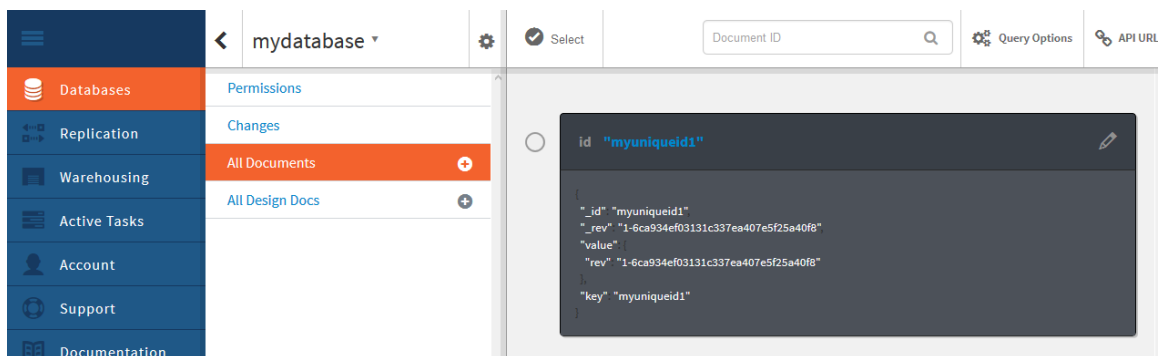 mydatabase
Select
Document ID
Query Options
API URL
Databases
Replication
Warehousing
Active Tasks
Account
Support
Documentation
Permissions
Changes
All Documents
All Design Docs
id "myuniqueid1"
{
"_id": "myuniqueid1",
"_rev": "1-6ca934ef03131c337ea407e5f25a40f8",
"value": {
"rev": "1-6ca934ef03131c337ea407e5f25a40f8"
},
"key": "myuniqueid1"
}